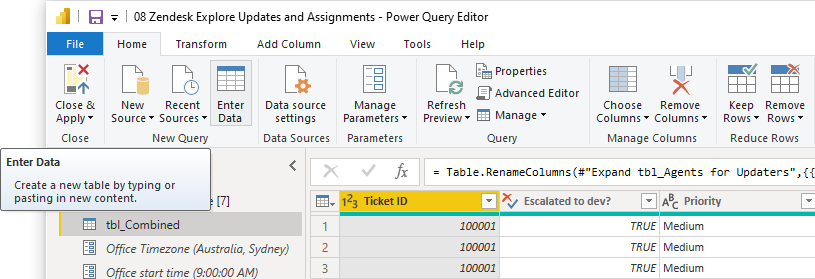 08 Zendesk Explore Updates and Assignments - Power Query Editor
File Home Transform Add Column View Tools Help
Close & Apply
New Source
Recent Sources
Enter Data
Data source settings
Manage Parameters
Refresh Preview
Properties
Advanced Editor
Manage
Choose Columns
Remove Columns
Keep Rows
Remove Rows
Close New Query Data Sources Parameters Query Manage Columns Reduce Rows
Enter Data
Create a new table by typing or
pasting in new content.
[7]
tbl_Combined
Office Timezone (Australia, Sydney)
Office start time (9:00:00 AM)
fx = Table.RenameColumns(#"Expand tbl_Agents for Updaters",{{
1²3 Ticket ID Escalated to dev? ABC Priority
1 100001 TRUE Medium
2 100001 TRUE Medium
3 100001 TRUE Medium